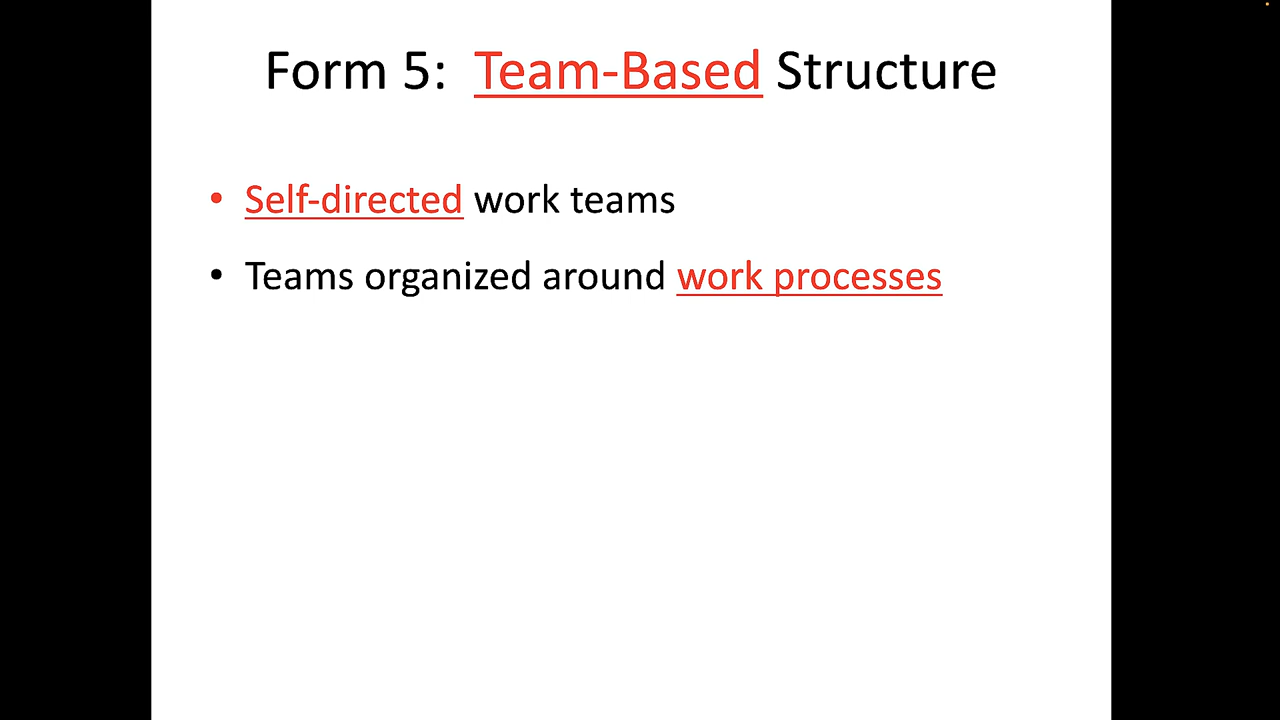 Form 5: Team-Based Structure
• Self-directed work teams
• Teams organized around work processes